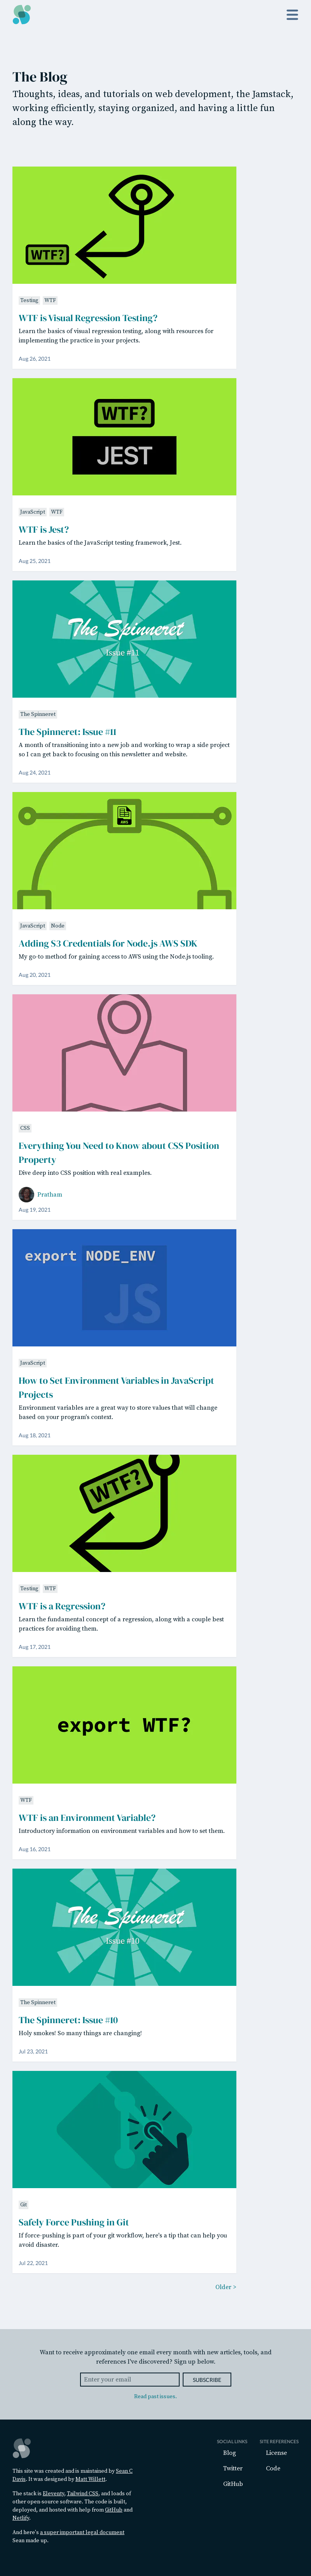 The Blog
Thoughts, ideas, and tutorials on web development, the Jamstack,
working efficiently, staying organized, and having a little fun
along the way.
WTF?
Testing WTF
WTF is Visual Regression Testing?
Learn the basics of visual regression testing, along with resources for
implementing the practice in your projects.
Aug 26, 2021
WTF?
JEST
JavaScript WTF
WTF is Jest?
Learn the basics of the JavaScript testing framework, Jest.
Aug 25, 2021
The Spinneret
Issue #11
The Spinneret
The Spinneret: Issue #11
A month of transitioning into a new job and working to wrap a side project
so I can get back to focusing on this newsletter and website.
Aug 24, 2021
AWS
JavaScript Node
Adding S3 Credentials for Node.js AWS SDK
My go-to method for gaining access to AWS using the Node.js tooling.
Aug 20, 2021
CSS
Everything You Need to Know about CSS Position
Property
Dive deep into CSS position with real examples.
Pratham
Aug 19, 2021
export NODE_ENV
JS
JavaScript
How to Set Environment Variables in JavaScript
Projects
Environment variables are a great way to store values that will change
based on your program's context.
Aug 18, 2021
WTF?
Testing WTF
WTF is a Regression?
Learn the fundamental concept of a regression, along with a couple best
practices for avoiding them.
Aug 17, 2021
export WTF?
WTF
WTF is an Environment Variable?
Introductory information on environment variables and how to set them.
Aug 16, 2021
The Spinneret
Issue #10
The Spinneret
The Spinneret: Issue #10
Holy smokes! So many things are changing!
Jul 23, 2021
Git
Safely Force Pushing in Git
If force-pushing is part of your git workflow, here's a tip that can help you
avoid disaster.
Jul 22, 2021
Older >
Want to receive approximately one email every month with new articles, tools, and
references I've discovered? Sign up below.
Enter your email
SUBSCRIBE
Read past issues.
This site was created and is maintained by Sean C
Davis. It was designed by Matt Willett.
The stack is Eleventy, Tailwind CSS, and loads of
other open-source software. The code is built,
deployed, and hosted with help from GitHub and
Netlify.
And here's a super important legal document
Sean made up.
SOCIAL LINKS
Blog
Twitter
GitHub
SITE REFERENCES
License
Code